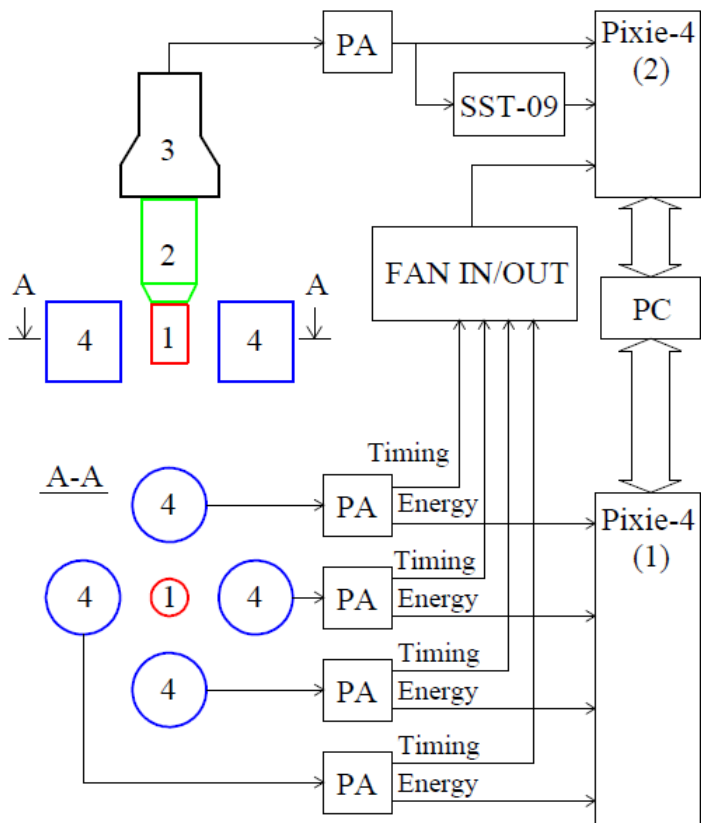 PA
Pixie-4
(2)
SST-09
3
2
FAN IN/OUT
A
A
4
1
4
PC
Timing
A-A
4
PA
Energy
Pixie-4
(1)
Timing
4
1
4
PA
Energy
Timing
4
PA
Energy
Timing
PA
Energy